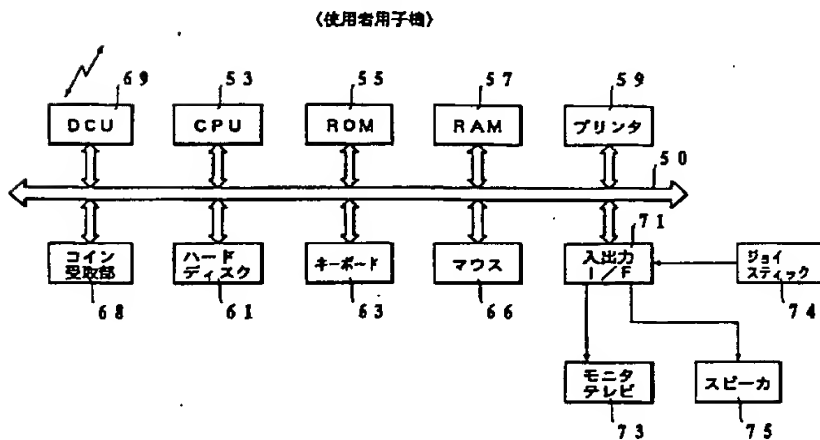 〈使用者用子機〉
69
53
55
57
59
DCU
CPU
ROM
RAM
プリンタ
50
71
コイン
受取部
ハード
ディスク
キーボード
マウス
入出力
I/F
ジョイ
スティック
68
61
63
66
74
モニタ
テレビ
スピーカ
73
75